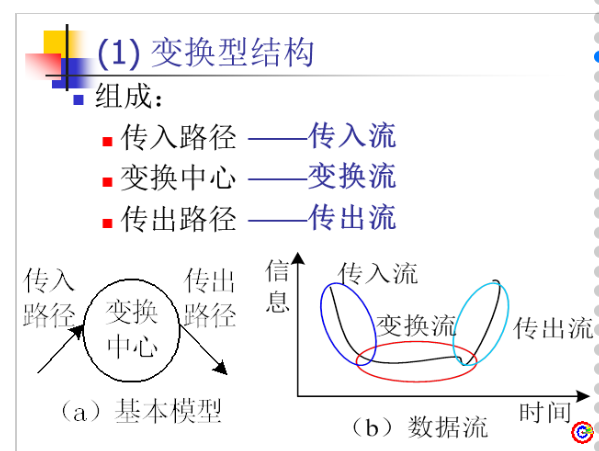 (1) 变换型结构
组成：
传入路径 ——传入流
变换中心 ——变换流
传出路径 ——传出流
传入
路径
变换
中心
传出
路径
（a）基本模型
信
息
传入流
变换流
传出流
时间
（b）数据流